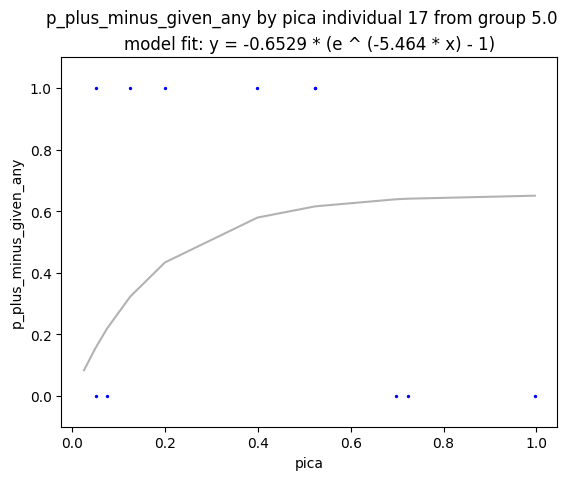 p_plus_minus_given_any by pica individual 17 from group 5.0
model fit: y = -0.6529 * (e ^ (-5.464 * x) - 1)
1.0
0.8
0.6
0.4
0.2
0.0
p_plus_minus_given_any
0.0 0.2 0.4 0.6 0.8 1.0
pica